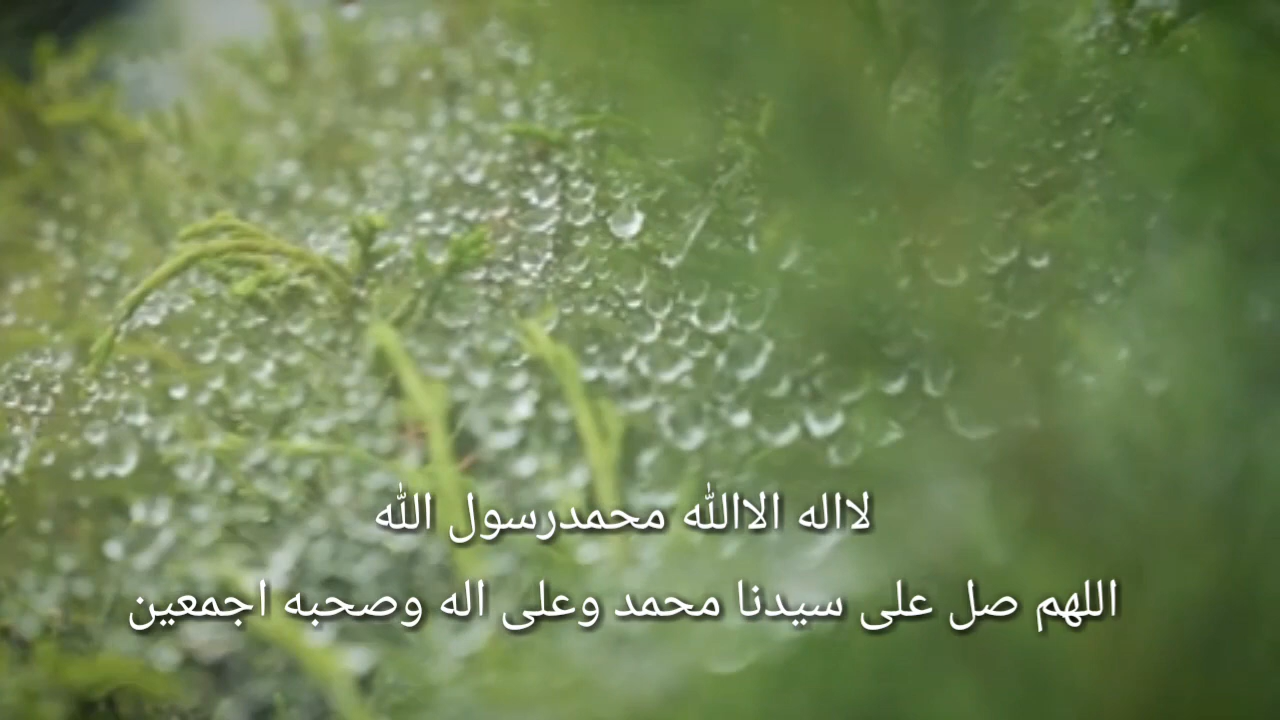 لااله الاالله محمدرسول الله
اللهم صل على سيدنا محمد وعلى اله وصحبه اجمعين